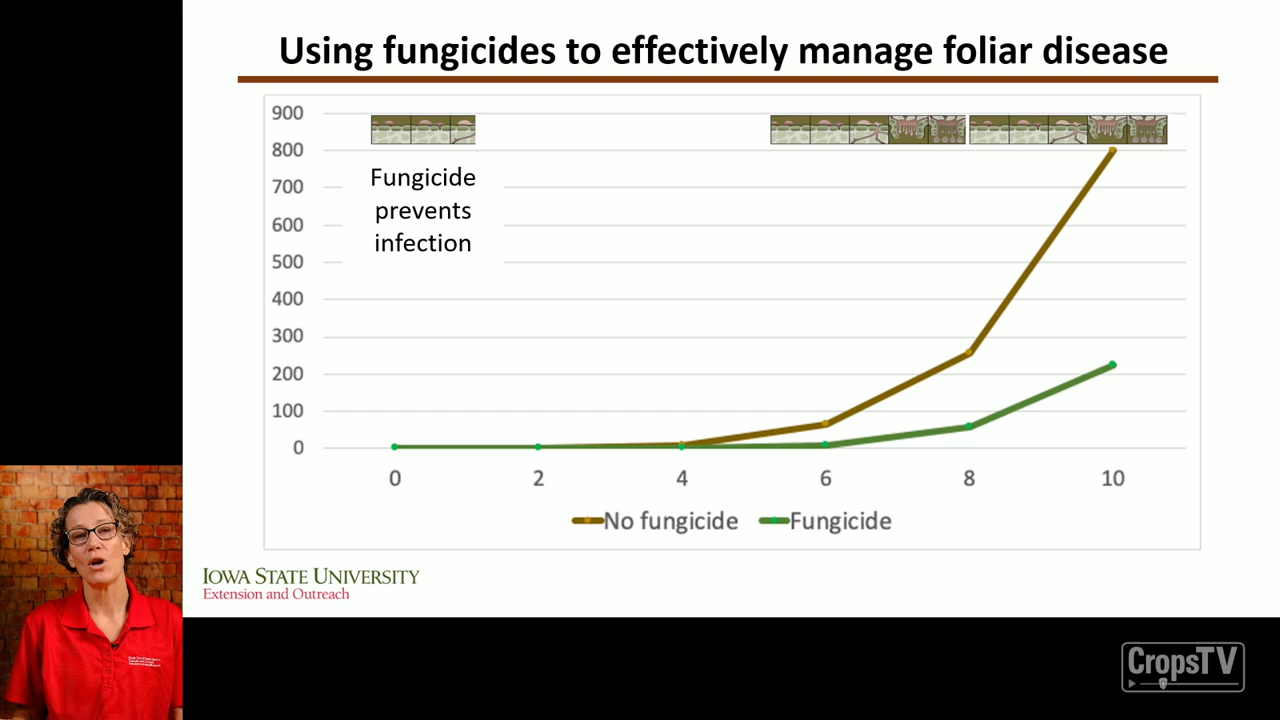 Using fungicides to effectively manage foliar disease
900
800
700
600
500
400
300
200
100
0
Fungicide
prevents
infection
0 2 4 6 8 10
No fungicide Fungicide
IOWA STATE UNIVERSITY
Extension and Outreach
CropsTV